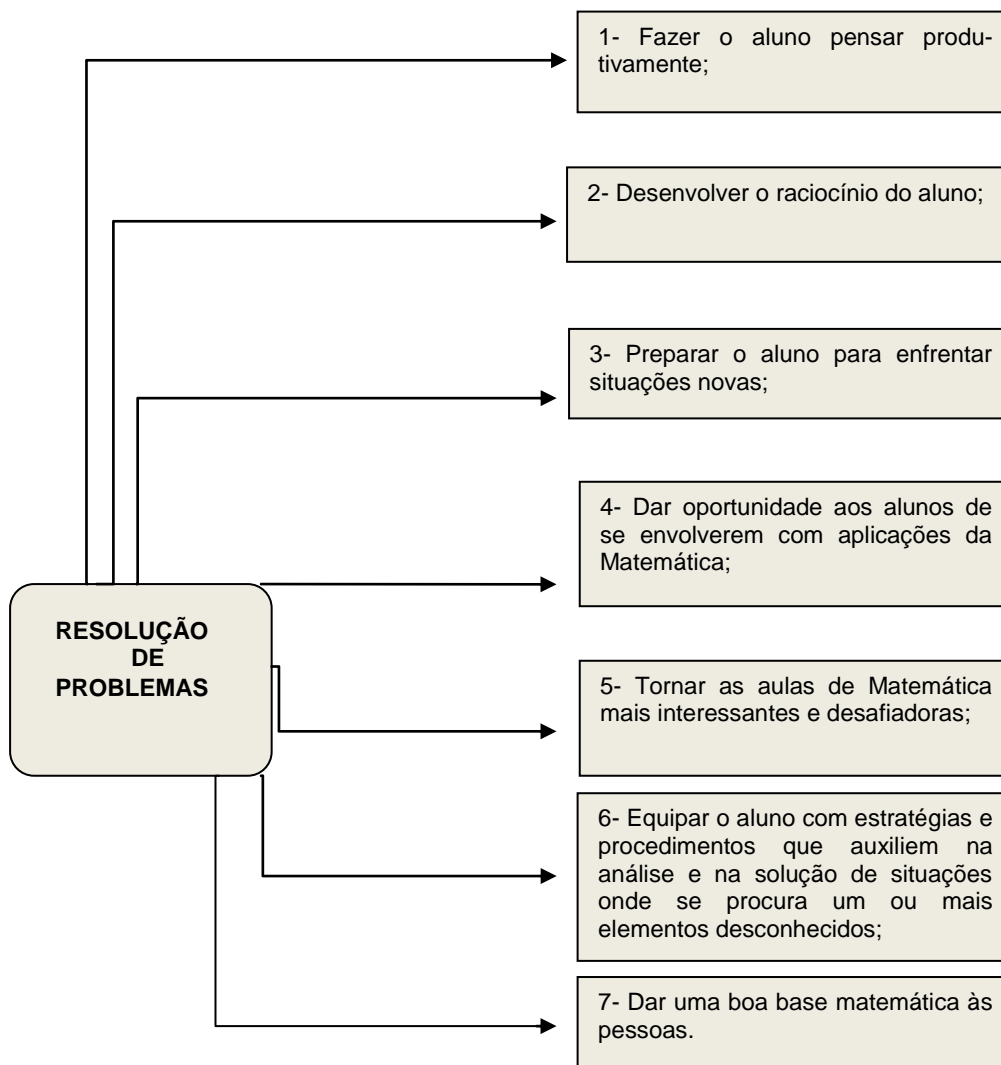 1- Fazer o aluno pensar produ-
tivamente;
2- Desenvolver o raciocínio do aluno;
3- Preparar o aluno para enfrentar
situações novas;
4- Dar oportunidade aos alunos de
se envolverem com aplicações da
Matemática;
RESOLUÇÃO
DE
PROBLEMAS
5- Tornar as aulas de Matemática
mais interessantes e desafiadoras;
6- Equipar o aluno com estratégias e
procedimentos que auxiliem na
análise e na solução de situações
onde se procura um ou mais
elementos desconhecidos;
7- Dar uma boa base matemática às
pessoas.